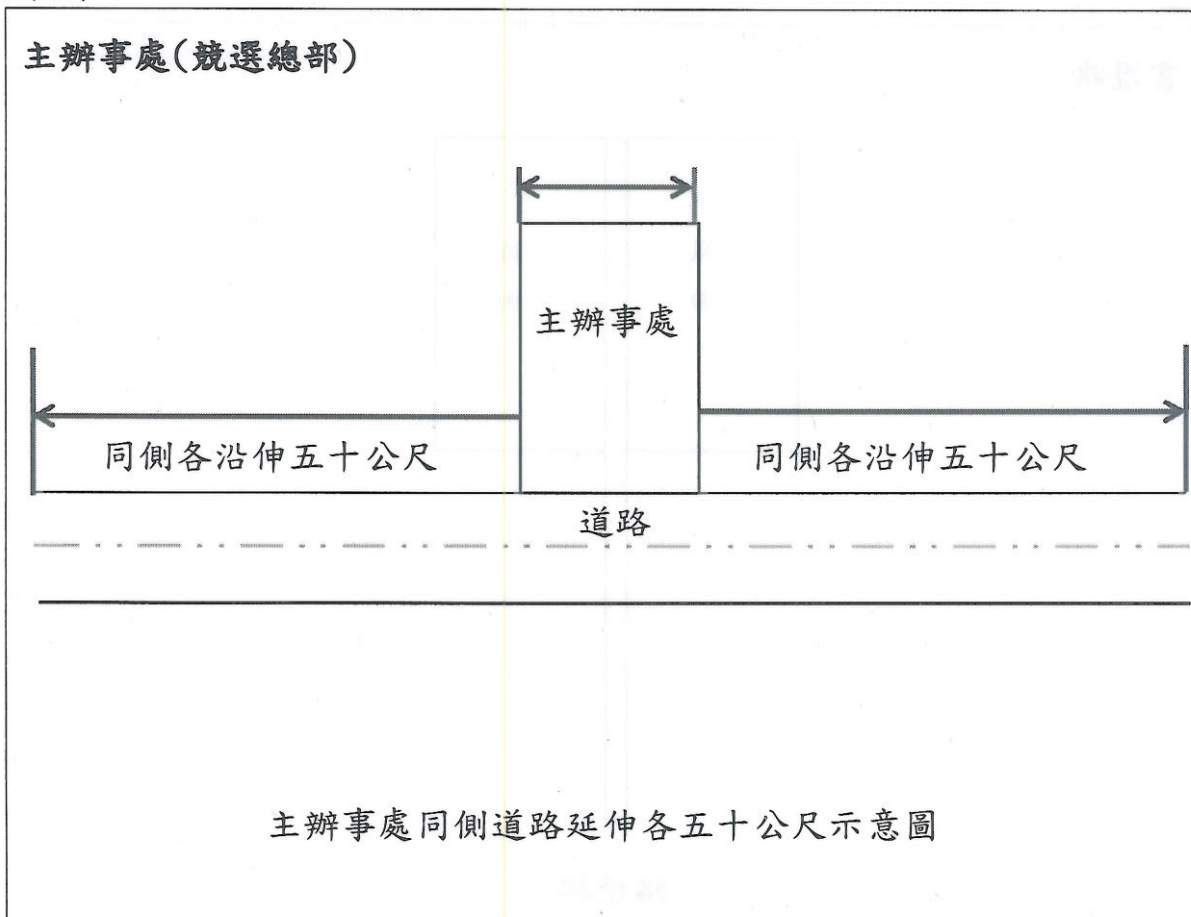 主辦事處(競選總部)
主辦事處
同側各沿伸五十公尺
同側各沿伸五十公尺
道路
主辦事處同側道路延伸各五十公尺示意圖